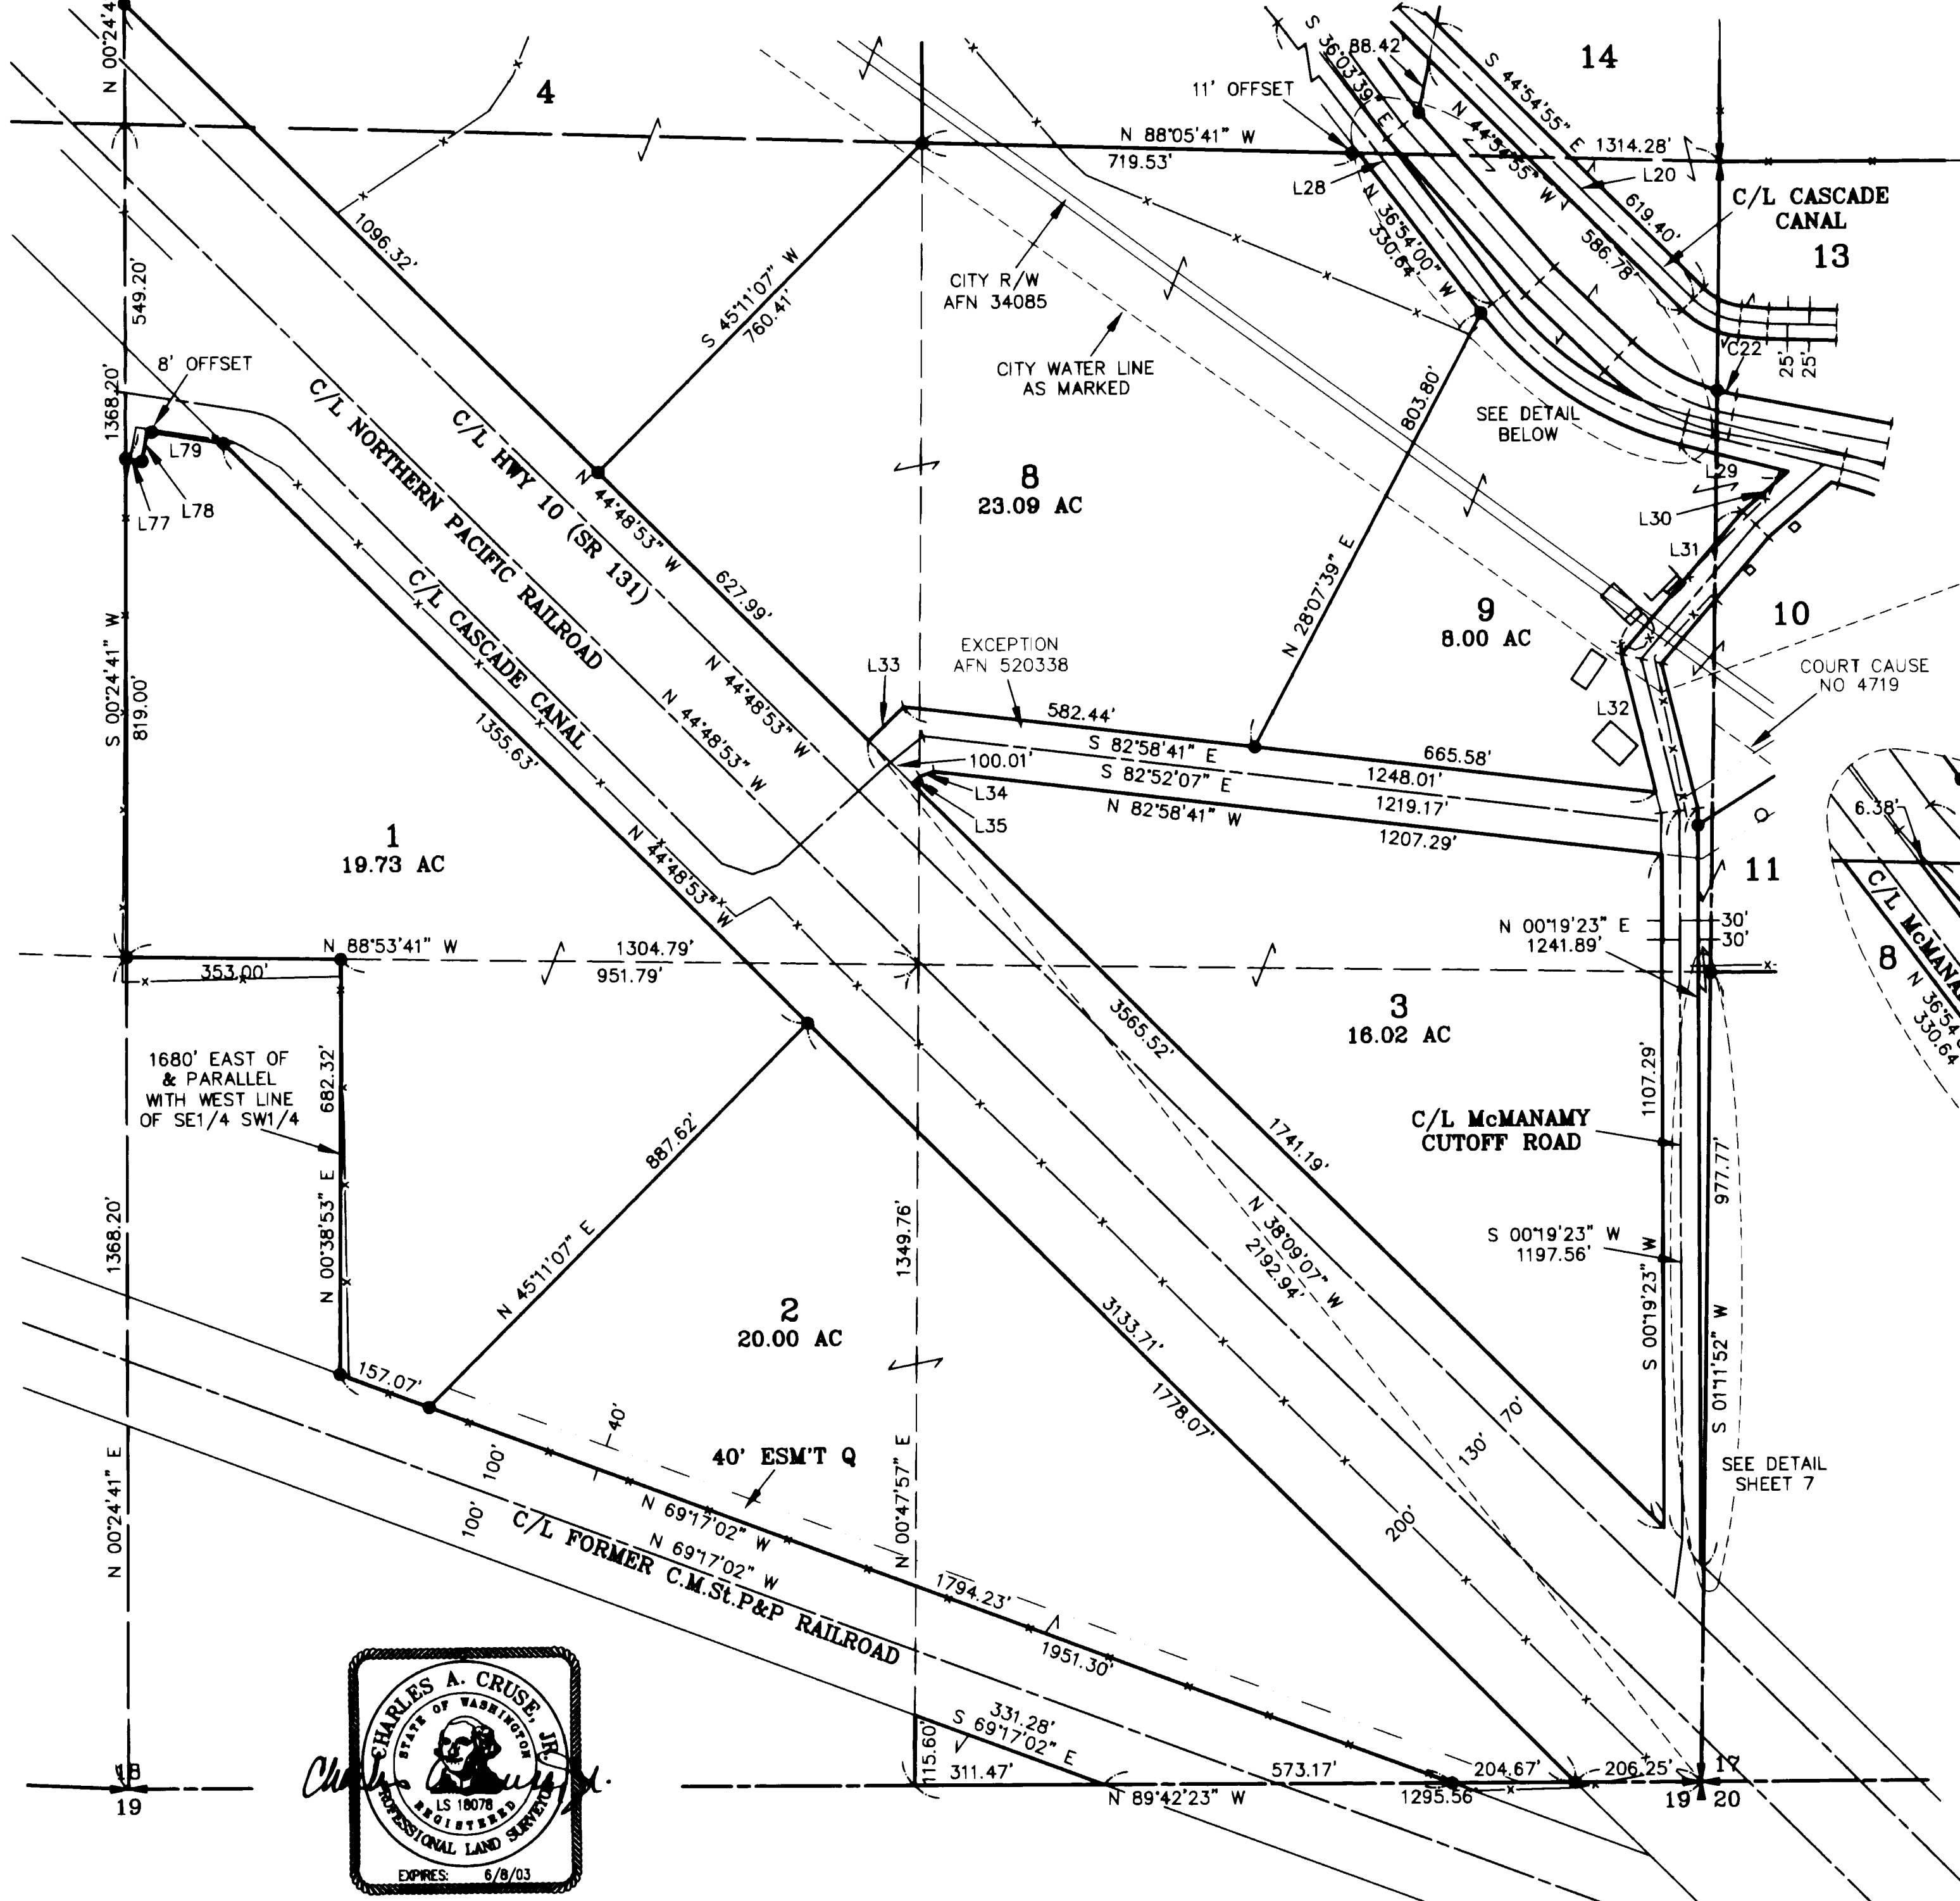 N 00°24'4
4
14
S 36°03'39" E
88.42'
11' OFFSET
S 44°54'55" E
N 44°54'55" W
1314.28'
L20
619.40'
586.78'
C/L CASCADE
CANAL
13
N 88°05'41" W
719.53'
L28
N 36°54'00" W
330.64'
1096.32'
S 45°11'07" W
760.41'
CITY R/W
AFN 34085
CITY WATER LINE
AS MARKED
549.20'
1368.20'
8' OFFSET
L79
L78
L77
C/L NORTHERN PACIFIC RAILROAD
C/L HWY 10 (SR 131)
C/L CASCADE CANAL
N 44°48'53" W
627.99'
8
23.09 AC
803.80'
N 28°07'39" E
SEE DETAIL
BELOW
C22
25'
25'
L29
L30
L31
L32
9
8.00 AC
10
COURT CAUSE
NO 4719
S 00°24'41" W
819.00'
1355.63'
N 44°48'53" W
N 44°48'53" W
N 44°48'53" W
L33
EXCEPTION
AFN 520338
582.44'
665.58'
S 82°58'41" E
1248.01'
100.01'
S 82°52'07" E
1219.17'
L34
L35
N 82°58'41" W
1207.29'
1
19.73 AC
N 88°53'41" W
353.00'
1304.79'
951.79'
11
N 00°19'23" E
1241.89'
30'
30'
6.38'
C/L McMANA
8
N 36°54'
330.64
3
16.02 AC
3565.52'
1741.19'
1680' EAST OF
& PARALLEL
WITH WEST LINE
OF SE1/4 SW1/4
682.32'
N 00°38'53" E
887.62'
N 45°11'07" E
1368.20'
N 00°24'41" E
1349.76'
N 00°47'57" E
C/L McMANAMY
CUTOFF ROAD
1107.29'
S 00°19'23" W
S 00°19'23" W
1197.56'
977.77'
S 01°11'52" W
N 38°09'07" W
2192.94'
3133.71'
1778.07'
2
20.00 AC
157.07'
40'
40' ESM'T Q
100'
100'
N 69°17'02" W
N 69°17'02" W
C/L FORMER C.M.St.P&P RAILROAD
70'
130'
200'
SEE DETAIL
SHEET 7
1794.23'
1951.30'
331.28'
S 69°17'02" E
115.60'
311.47'
573.17'
204.67'
206.25'
N 89°42'23" W
1295.56
18
19
17
19
20
CHARLES A. CRUSE, JR.
STATE OF WASHINGTON
LS 18078
REGISTERED
PROFESSIONAL LAND SURVEYOR
EXPIRES: 6/8/03